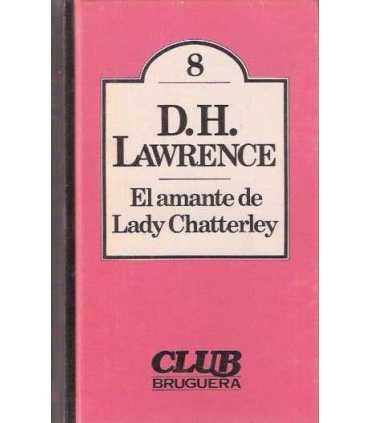 8
D.H.
LAWRENCE
El amante de
Lady Chatterley
CLUB
BRUGUERA